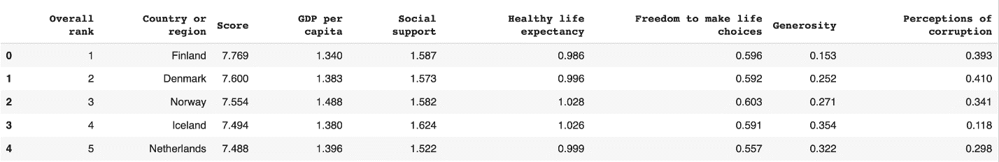 Overall rank Country or region Score GDP per capita Social support Healthy life expectancy Freedom to make life choices Generosity Perceptions of corruption
0 1 Finland 7.769 1.340 1.587 0.986 0.596 0.153 0.393
1 2 Denmark 7.600 1.383 1.573 0.996 0.592 0.252 0.410
2 3 Norway 7.554 1.488 1.582 1.028 0.603 0.271 0.341
3 4 Iceland 7.494 1.380 1.624 1.026 0.591 0.354 0.118
4 5 Netherlands 7.488 1.396 1.522 0.999 0.557 0.322 0.298